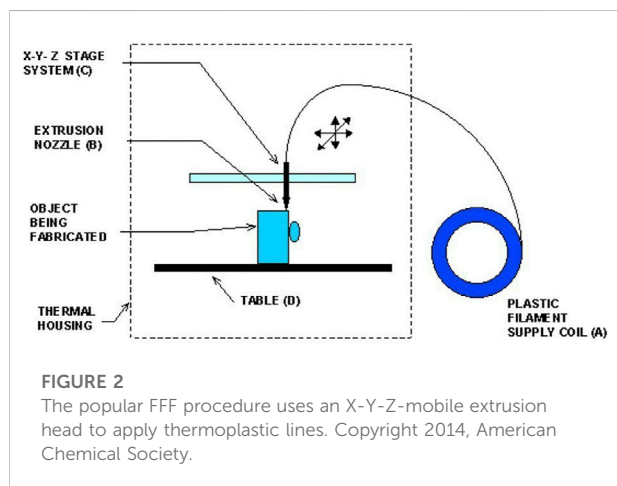 X-Y- Z STAGE
SYSTEM (C)
EXTRUSION
NOZZLE (B)
OBJECT
BEING
FABRICATED
THERMAL
HOUSING
TABLE (D)
PLASTIC
FILAMENT
SUPPLY COIL (A)
FIGURE 2
The popular FFF procedure uses an X-Y-Z-mobile extrusion
head to apply thermoplastic lines. Copyright 2014, American
Chemical Society.